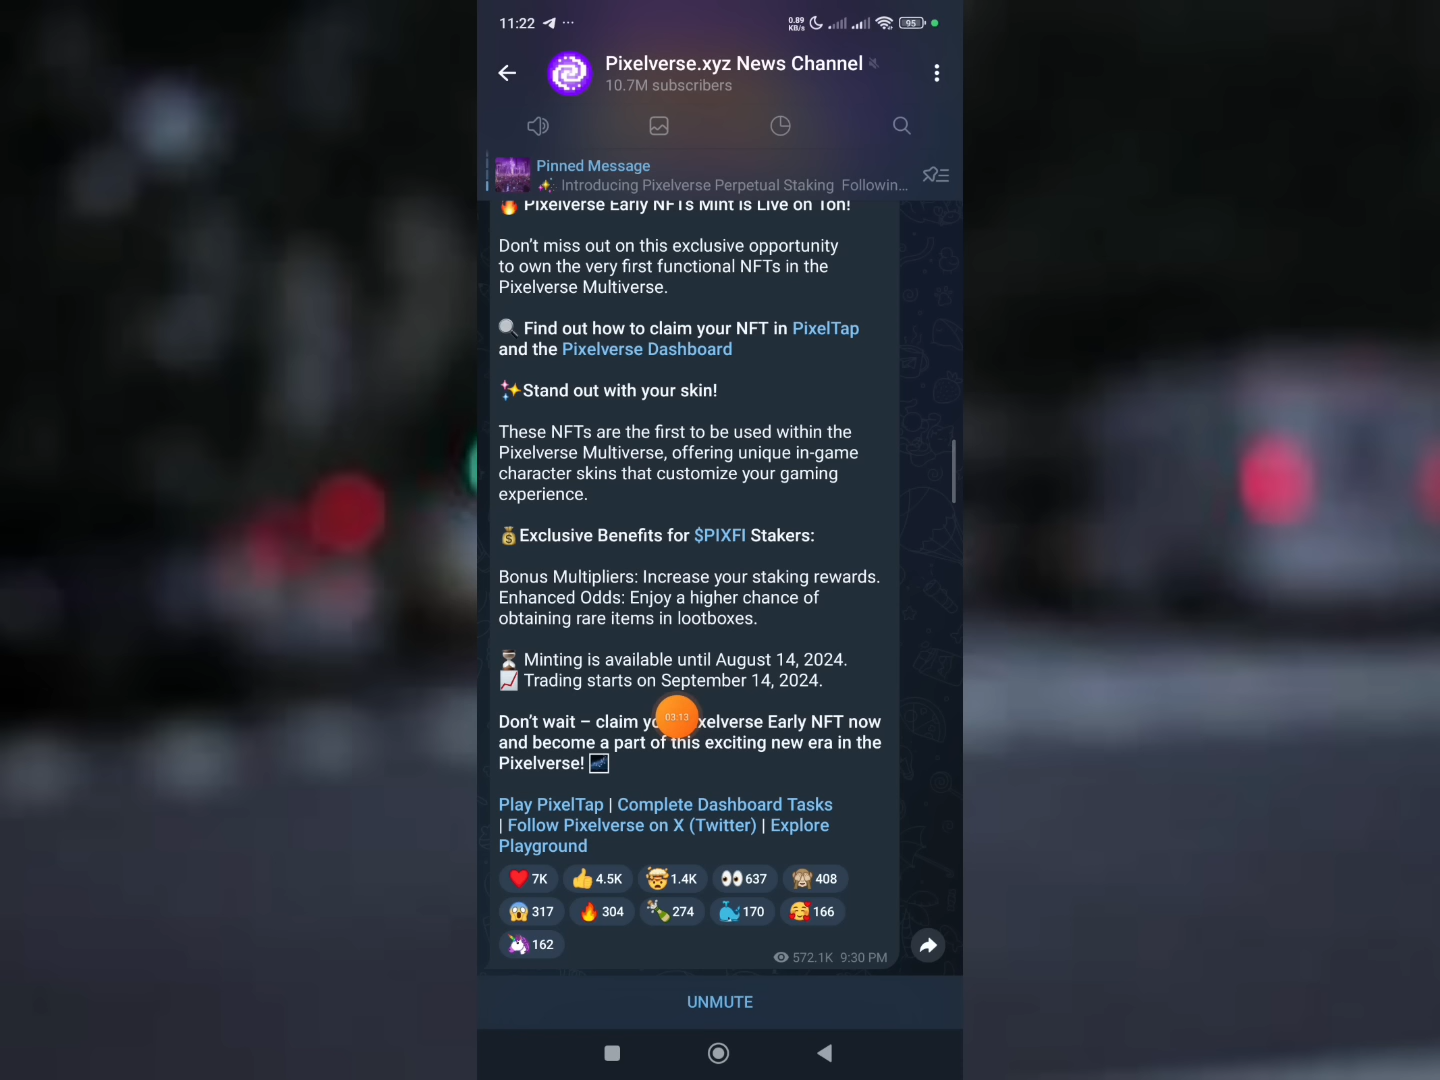 11:22
0.89
KB/s
95
Pixelverse.xyz News Channel
10.7M subscribers
Pinned Message
Introducing Pixelverse Perpetual Staking Followin...
Pixelverse Early NFTs Mint is Live on Ton!
Don't miss out on this exclusive opportunity
to own the very first functional NFTs in the
Pixelverse Multiverse.
Find out how to claim your NFT in PixelTap
and the Pixelverse Dashboard
Stand out with your skin!
These NFTs are the first to be used within the
Pixelverse Multiverse, offering unique in-game
character skins that customize your gaming
experience.
Exclusive Benefits for $PIXFI Stakers:
Bonus Multipliers: Increase your staking rewards.
Enhanced Odds: Enjoy a higher chance of
obtaining rare items in lootboxes.
Minting is available until August 14, 2024.
Trading starts on September 14, 2024.
03:13
Don't wait – claim yo xelverse Early NFT now
and become a part of this exciting new era in the
Pixelverse!
Play PixelTap | Complete Dashboard Tasks
| Follow Pixelverse on X (Twitter) | Explore
Playground
7K 4.5K 1.4K 637 408
317 304 274 170 166
162
572.1K 9:30 PM
UNMUTE